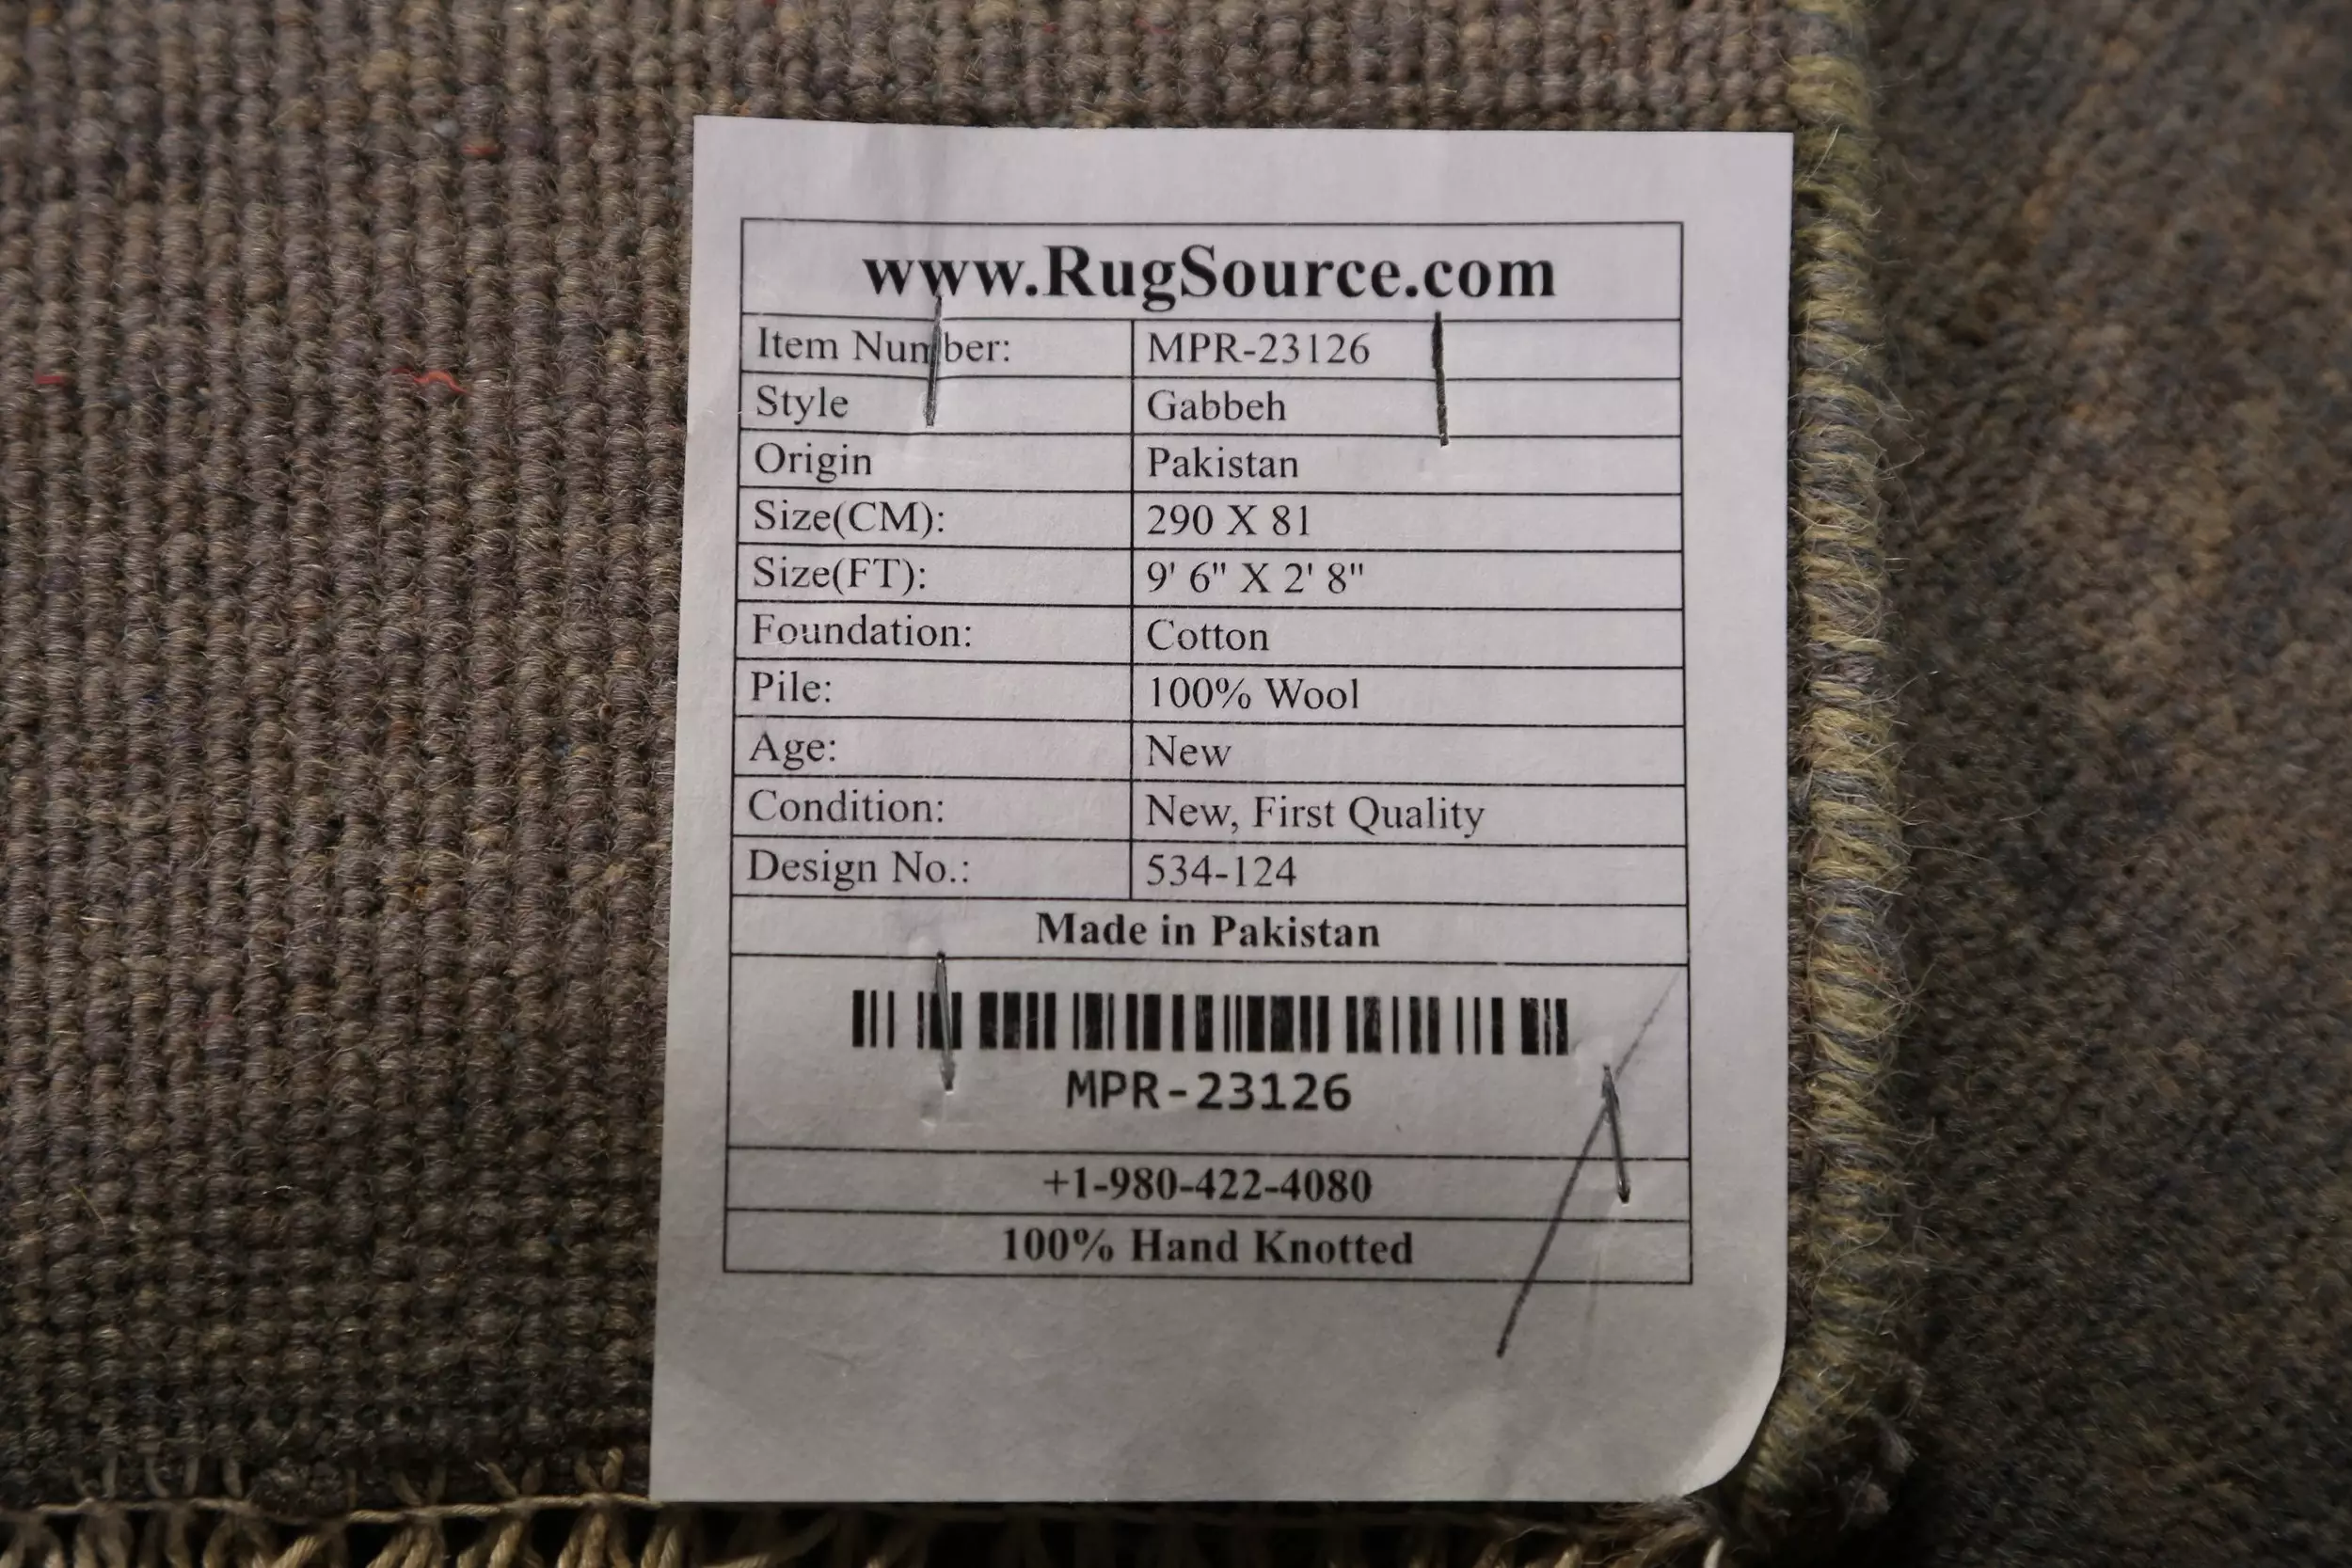 www.RugSource.com
Item Number: MPR-23126
Style Gabbeh
Origin Pakistan
Size(CM): 290 X 81
Size(FT): 9' 6" X 2' 8"
Foundation: Cotton
Pile: 100% Wool
Age: New
Condition: New, First Quality
Design No.: 534-124
Made in Pakistan
MPR-23126
+1-980-422-4080
100% Hand Knotted